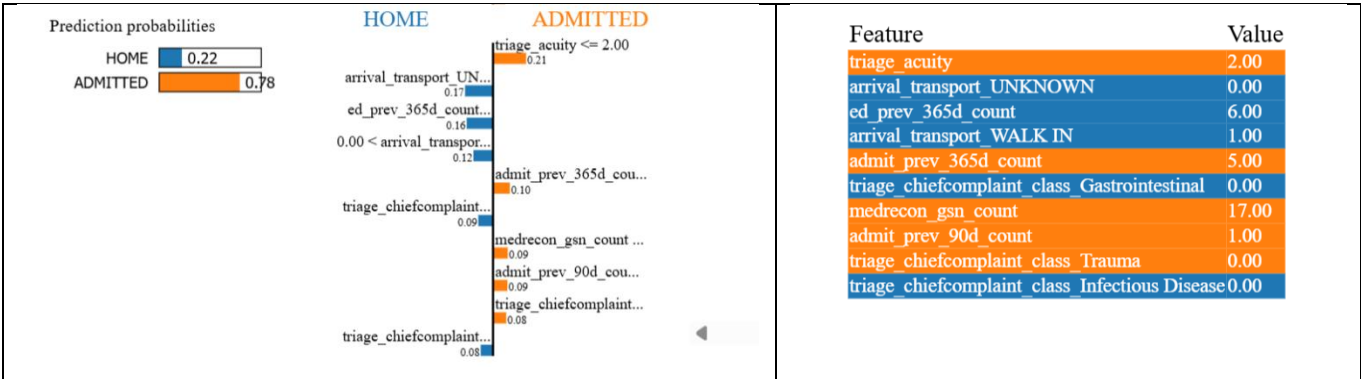 Prediction probabilities
HOME 0.22
ADMITTED 0.78
HOME ADMITTED
triage_acuity <= 2.00
0.21
arrival_transport_UN...
0.17
ed_prev_365d_count...
0.16
0.00 < arrival_transpor...
0.12
admit_prev_365d_cou...
0.10
triage_chiefcomplaint...
0.09
medrecon_gsn_count ...
0.09
admit_prev_90d_cou...
0.09
triage_chiefcomplaint...
0.08
triage_chiefcomplaint...
0.08
Feature Value
triage_acuity 2.00
arrival_transport_UNKNOWN 0.00
ed_prev_365d_count 6.00
arrival_transport_WALK IN 1.00
admit_prev_365d_count 5.00
triage_chiefcomplaint_class_Gastrointestinal 0.00
medrecon_gsn_count 17.00
admit_prev_90d_count 1.00
triage_chiefcomplaint_class_Trauma 0.00
triage_chiefcomplaint_class_Infectious Disease 0.00